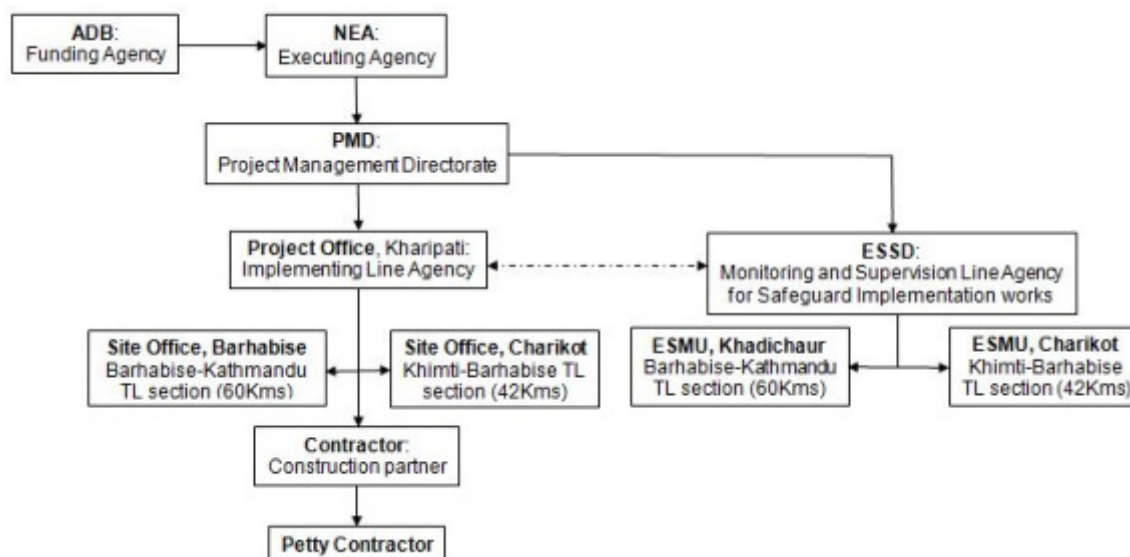 ADB:
Funding Agency
NEA:
Executing Agency
PMD:
Project Management Directorate
Project Office, Kharipati:
Implementing Line Agency
ESSD:
Monitoring and Supervision Line Agency
for Safeguard Implementation works
Site Office, Barhabise
Barhabise-Kathmandu
TL section (60Kms)
Site Office, Charikot
Khimti-Barhabise TL
section (42Kms)
ESMU, Khadichaur
Barhabise-Kathmandu
TL section (60Kms)
ESMU, Charikot
Khimti-Barhabise
TL section (42Kms)
Contractor:
Construction partner
Petty Contractor